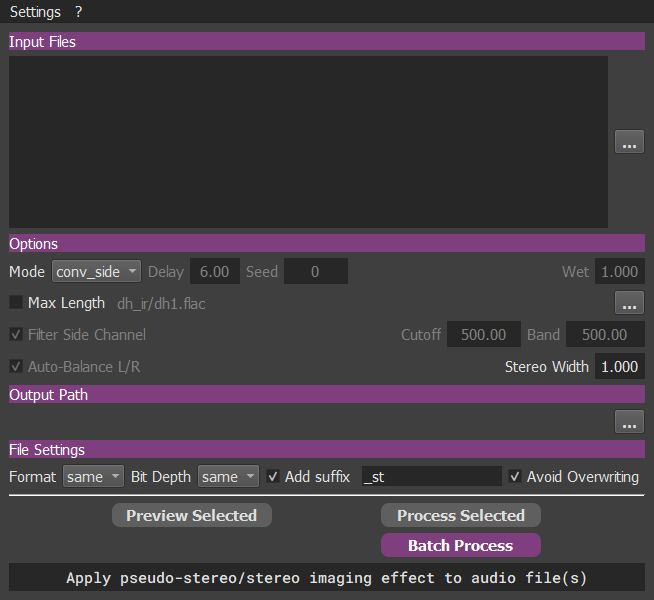 Settings ?
Input Files
...
Options
Mode conv_side Delay 6.00 Seed 0 Wet 1.000
Max Length dh_ir/dh1.flac ...
Filter Side Channel Cutoff 500.00 Band 500.00
Auto-Balance L/R Stereo Width 1.000
Output Path
...
File Settings
Format same Bit Depth same Add suffix _st Avoid Overwriting
Preview Selected Process Selected
Batch Process
Apply pseudo-stereo/stereo imaging effect to audio file(s)